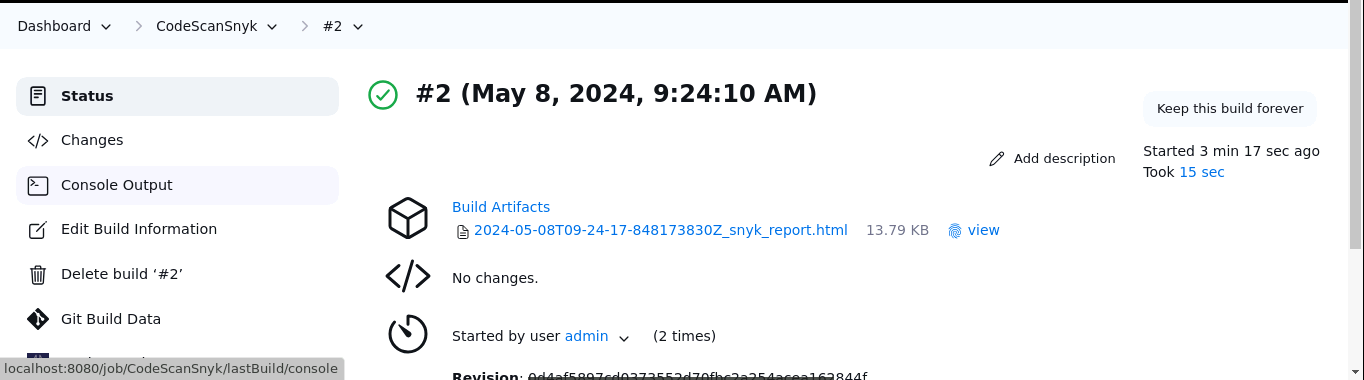 Dashboard > CodeScanSnyk > #2
Status
#2 (May 8, 2024, 9:24:10 AM)
Keep this build forever
Changes
Add description
Started 3 min 17 sec ago
Took 15 sec
Console Output
Build Artifacts
2024-05-08T09-24-17-848173830Z_snyk_report.html 13.79 KB view
Edit Build Information
Delete build ‘#2’
No changes.
Git Build Data
Started by user admin (2 times)
localhost:8080/job/CodeScanSnyk/lastBuild/console
Revision: